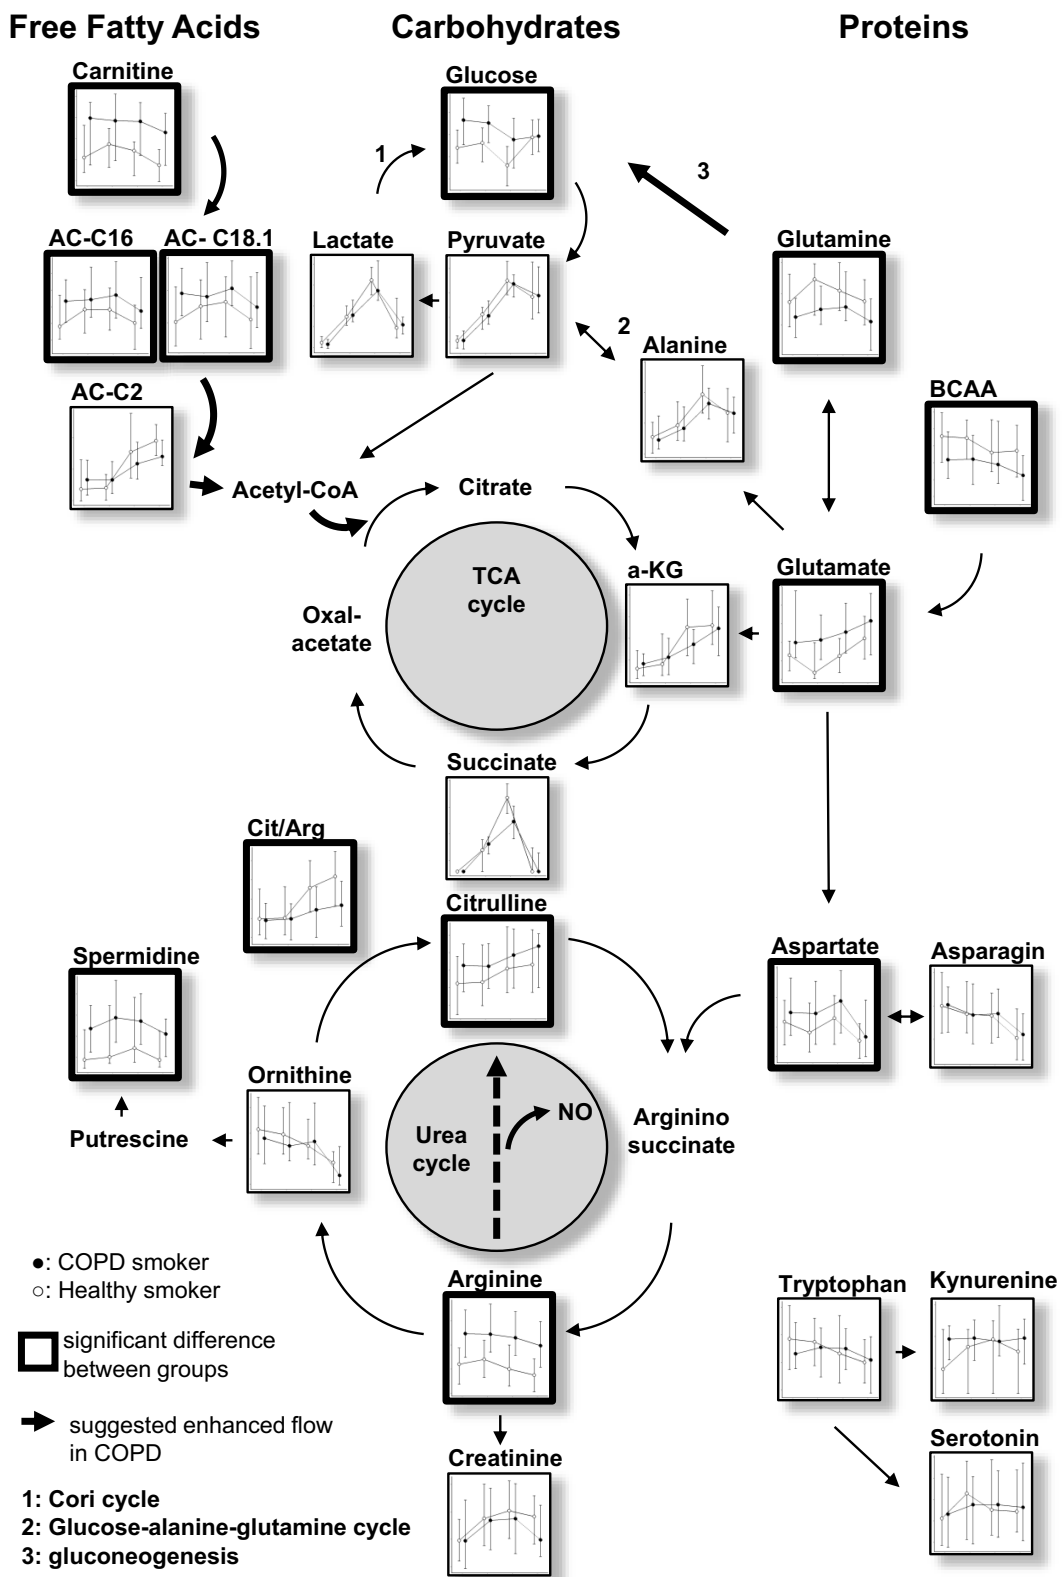 Free Fatty Acids
Carbohydrates
Proteins
Carnitine
Glucose
1
3
AC-C16
AC- C18.1
Lactate
Pyruvate
Glutamine
2
Alanine
AC-C2
BCAA
Acetyl-CoA
Citrate
TCA
cycle
a-KG
Glutamate
Oxal-
acetate
Succinate
Cit/Arg
Citrulline
Spermidine
Aspartate
Asparagin
Ornithine
Putrescine
Urea
cycle
NO
Arginino
succinate
●: COPD smoker
○: Healthy smoker
Arginine
Tryptophan
Kynurenine
significant difference
between groups
suggested enhanced flow
in COPD
Creatinine
Serotonin
1: Cori cycle
2: Glucose-alanine-glutamine cycle
3: gluconeogenesis